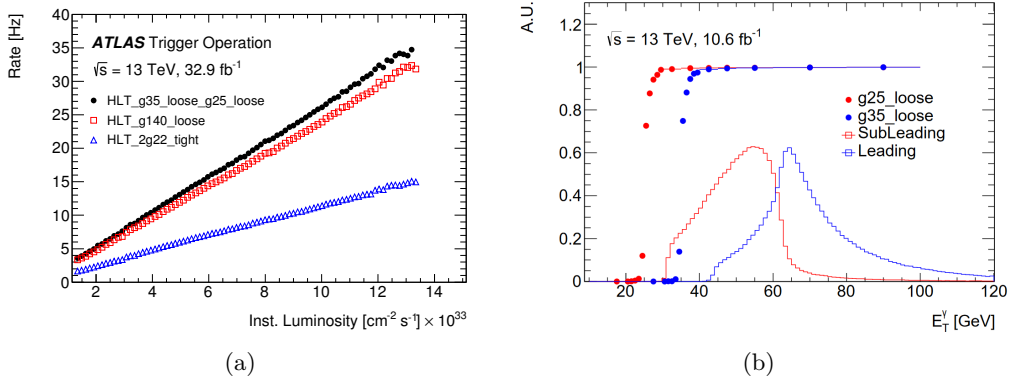 Rate [Hz]
40
35
30
25
20
15
10
5
0
ATLAS Trigger Operation
√s = 13 TeV, 32.9 fb⁻¹
HLT_g35_loose_g25_loose
HLT_g140_loose
HLT_2g22_tight
2 4 6 8 10 12 14
Inst. Luminosity [cm⁻² s⁻¹] × 10³³
(a)
A.U.
1.2
1
0.8
0.6
0.4
0.2
0
√s = 13 TeV, 10.6 fb⁻¹
g25_loose
g35_loose
SubLeading
Leading
20 40 60 80 100 120
E_T^γ [GeV]
(b)